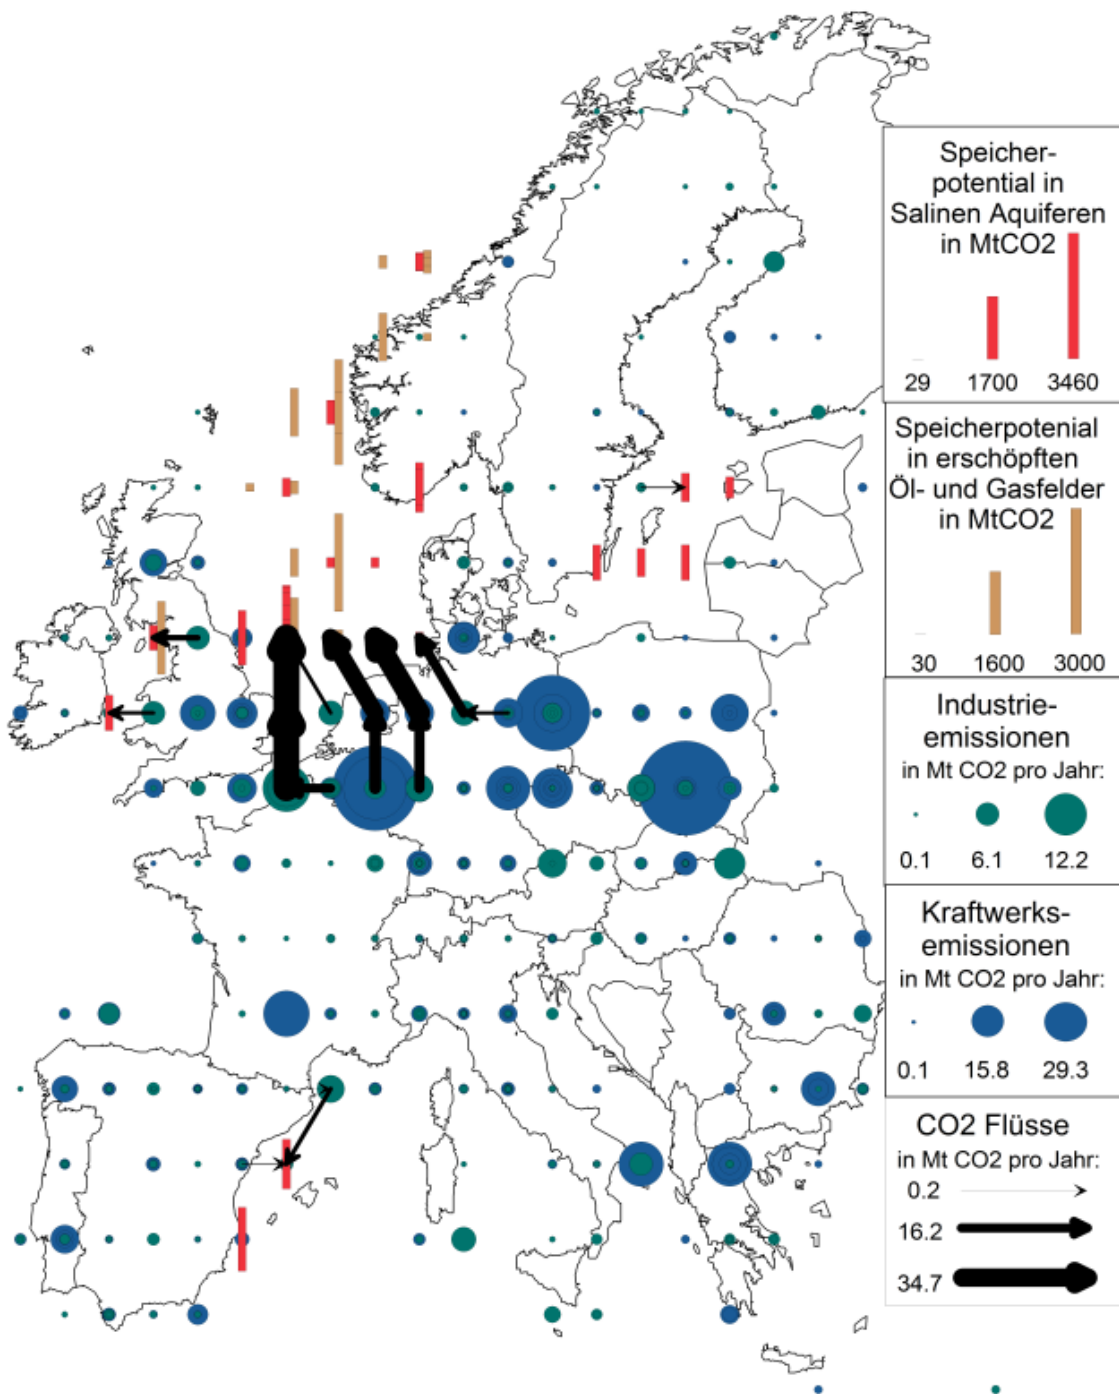 Speicher-
potential in
Salinen Aquiferen
in MtCO2
29 1700 3460
Speicherpotenial
in erschöpften
Öl- und Gasfelder
in MtCO2
30 1600 3000
Industrie-
emissionen
in Mt CO2 pro Jahr:
0.1 6.1 12.2
Kraftwerks-
emissionen
in Mt CO2 pro Jahr:
0.1 15.8 29.3
CO2 Flüsse
in Mt CO2 pro Jahr:
0.2
16.2
34.7